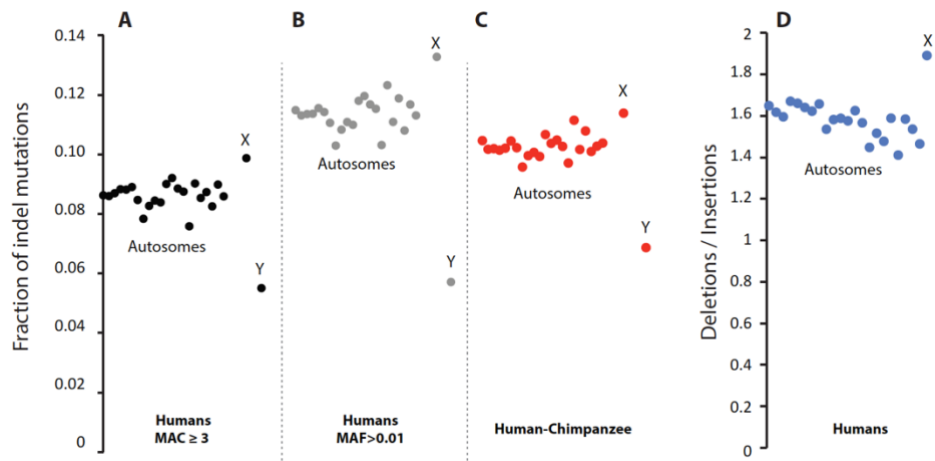 A
B
C
D
Fraction of indel mutations
0.14
0.12
0.10
0.08
0.06
0.04
0.02
0
X
Autosomes
Y
Humans
MAC ≥ 3
X
Autosomes
Y
Humans
MAF>0.01
X
Autosomes
Y
Human-Chimpanzee
Deletions / Insertions
2
1.8
1.6
1.4
1.2
1
0.8
0.6
0.4
0.2
0
X
Autosomes
Humans